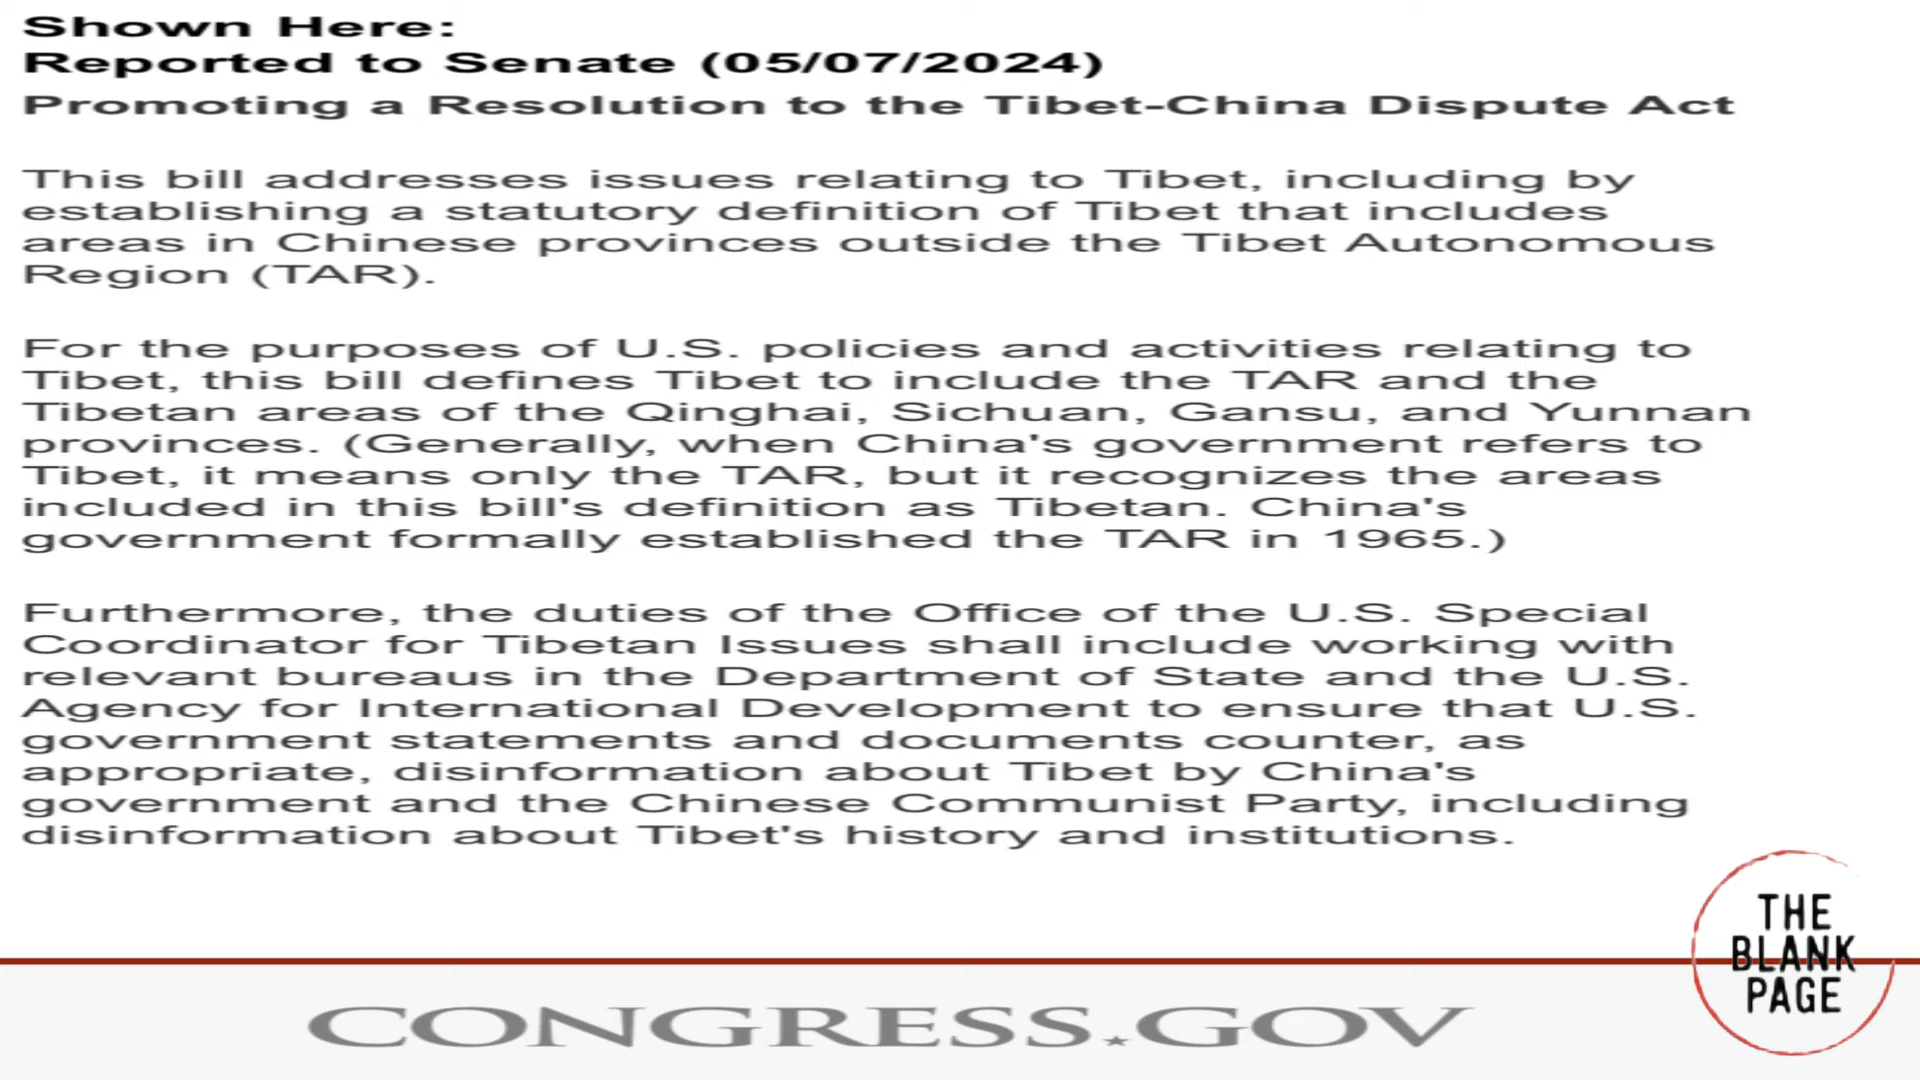 Shown Here:
Reported to Senate (05/07/2024)
Promoting a Resolution to the Tibet-China Dispute Act
This bill addresses issues relating to Tibet, including by
establishing a statutory definition of Tibet that includes
areas in Chinese provinces outside the Tibet Autonomous
Region (TAR).
For the purposes of U.S. policies and activities relating to
Tibet, this bill defines Tibet to include the TAR and the
Tibetan areas of the Qinghai, Sichuan, Gansu, and Yunnan
provinces. (Generally, when China's government refers to
Tibet, it means only the TAR, but it recognizes the areas
included in this bill's definition as Tibetan. China's
government formally established the TAR in 1965.)
Furthermore, the duties of the Office of the U.S. Special
Coordinator for Tibetan Issues shall include working with
relevant bureaus in the Department of State and the U.S.
Agency for International Development to ensure that U.S.
government statements and documents counter, as
appropriate, disinformation about Tibet by China's
government and the Chinese Communist Party, including
disinformation about Tibet's history and institutions.
THE
BLANK
PAGE
CONGRESS.GOV